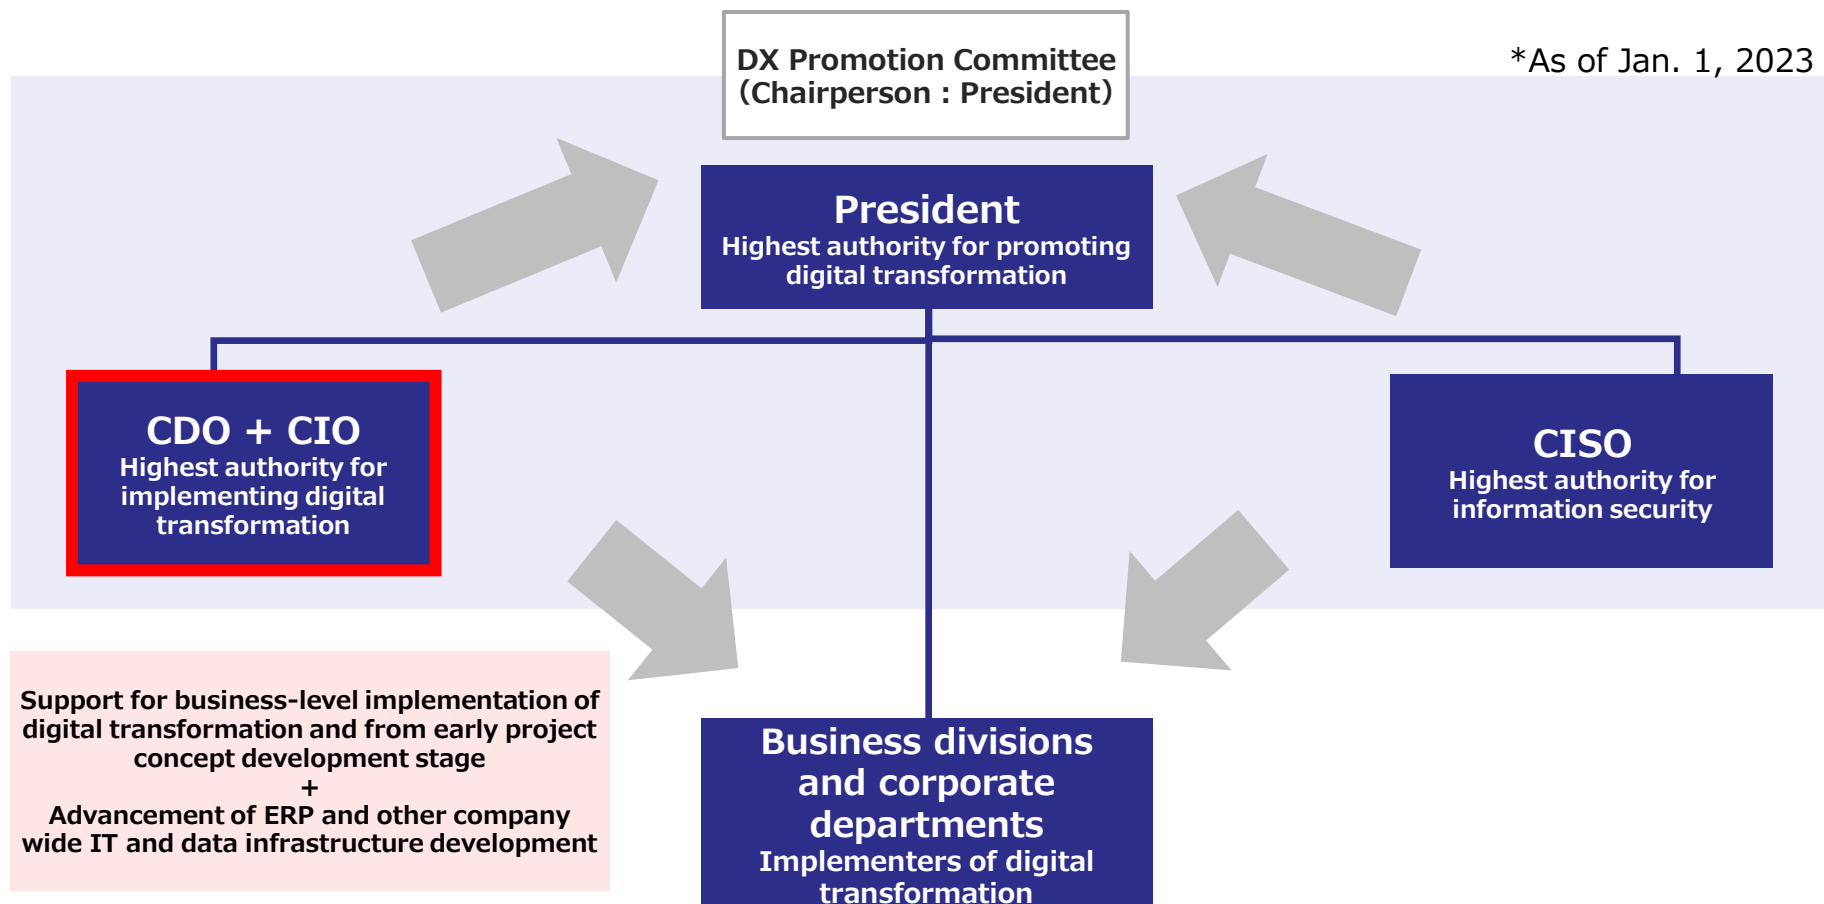 DX Promotion Committee
(Chairperson : President)
*As of Jan. 1, 2023
President
Highest authority for promoting
digital transformation
CDO + CIO
Highest authority for
implementing digital
transformation
CISO
Highest authority for
information security
Support for business-level implementation of
digital transformation and from early project
concept development stage
+
Advancement of ERP and other company
wide IT and data infrastructure development
Business divisions
and corporate
departments
Implementers of digital
transformation